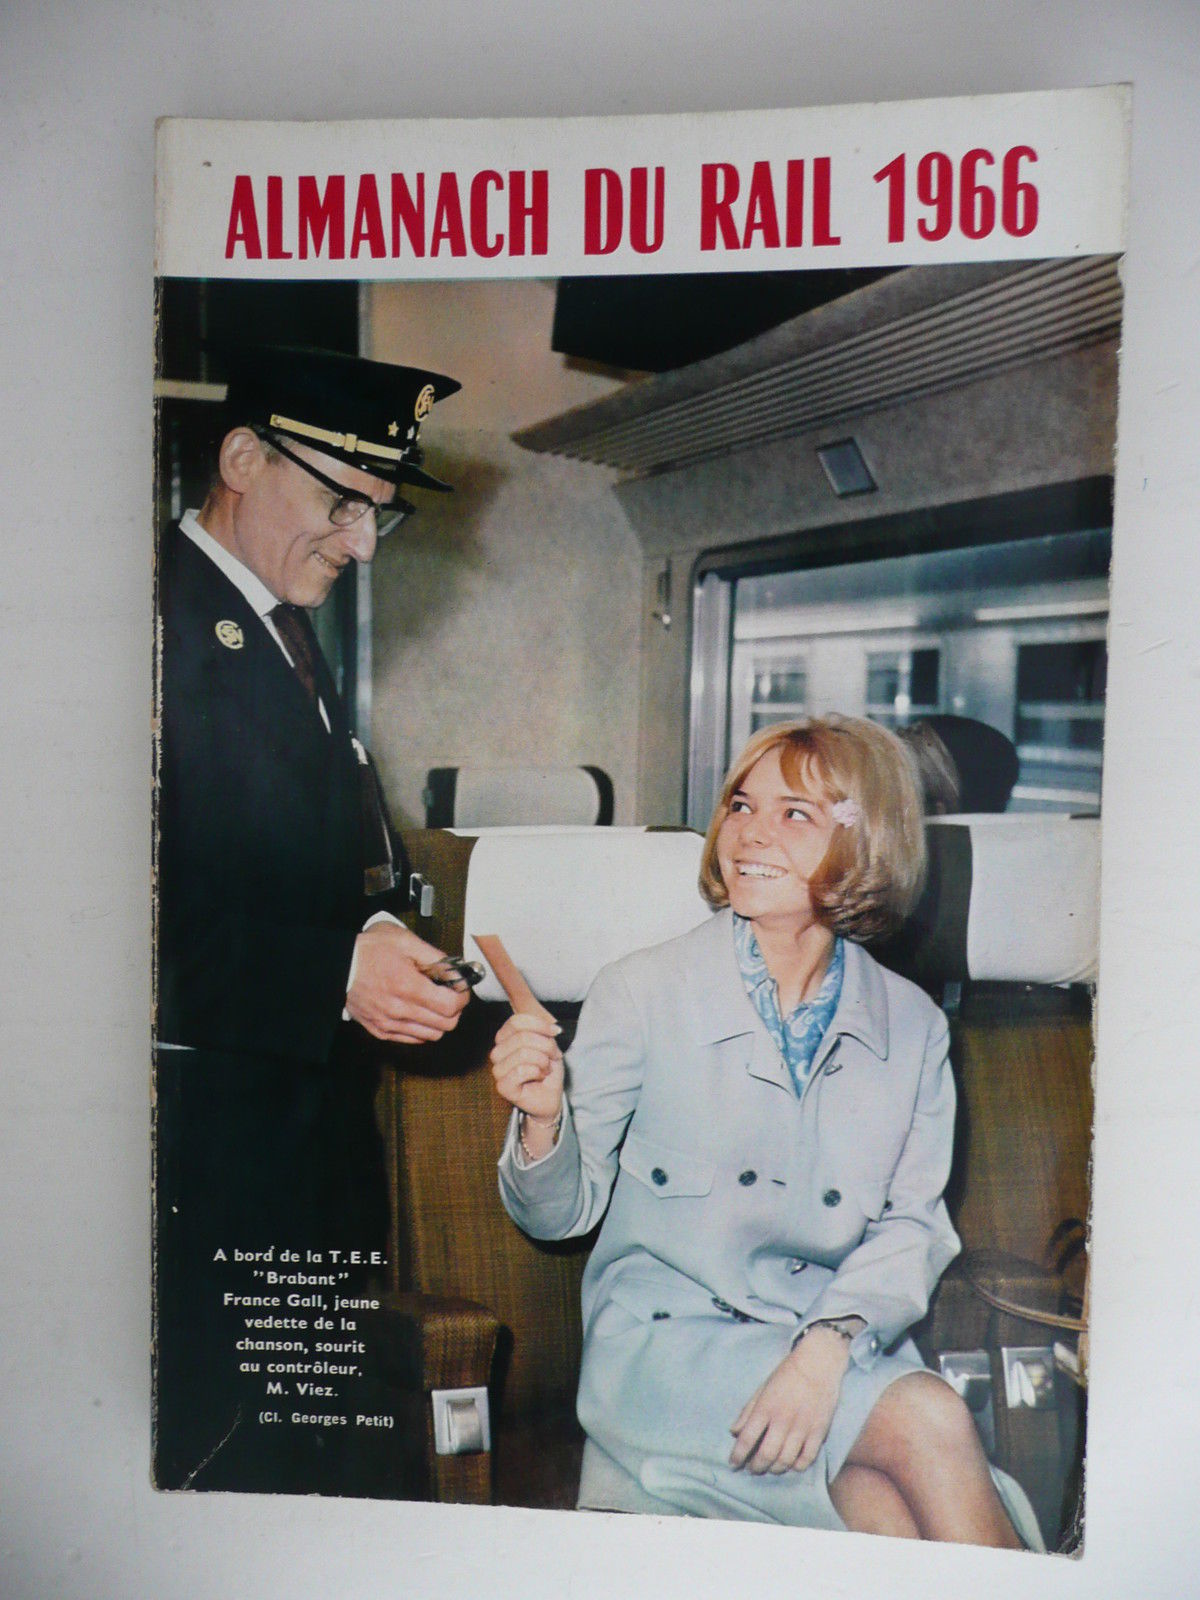 ALMANACH DU RAIL 1966
A bord de la T.E.E.
"Brabant"
France Gall, jeune
vedette de la
chanson, sourit
au contrôleur,
M. Viez.
(Cl. Georges Petit)